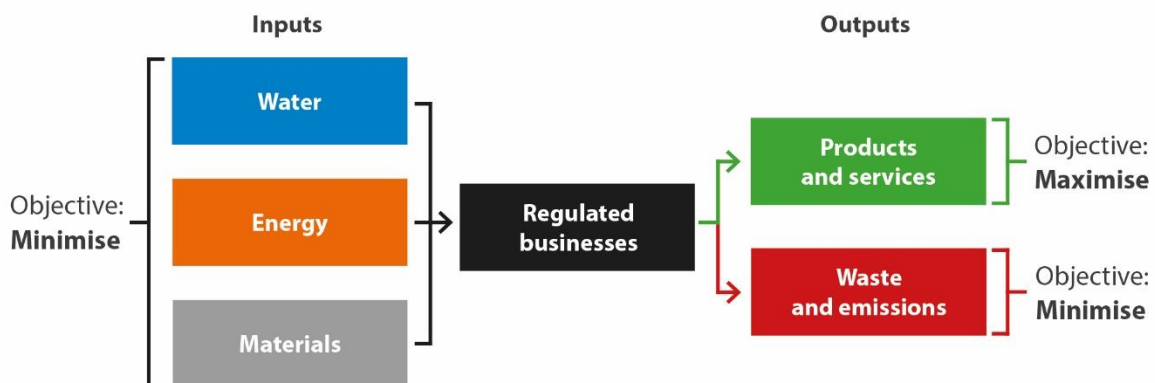 Inputs
Outputs
Water
Energy
Materials
Objective:
Minimise
Regulated
businesses
Products
and services
Waste
and emissions
Objective:
Maximise
Objective:
Minimise